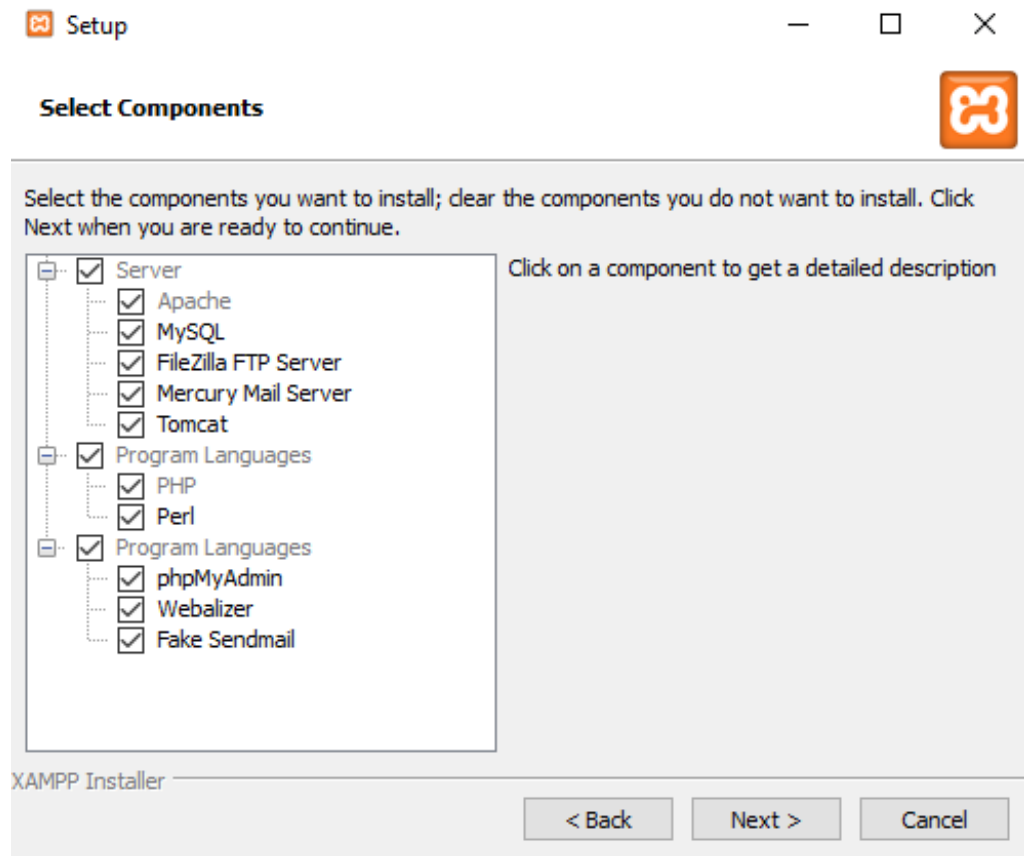 Setup
Select Components
Select the components you want to install; clear the components you do not want to install. Click
Next when you are ready to continue.
Server
Apache
MySQL
FileZilla FTP Server
Mercury Mail Server
Tomcat
Program Languages
PHP
Perl
Program Languages
phpMyAdmin
Webalizer
Fake Sendmail
Click on a component to get a detailed description
XAMPP Installer
< Back
Next >
Cancel